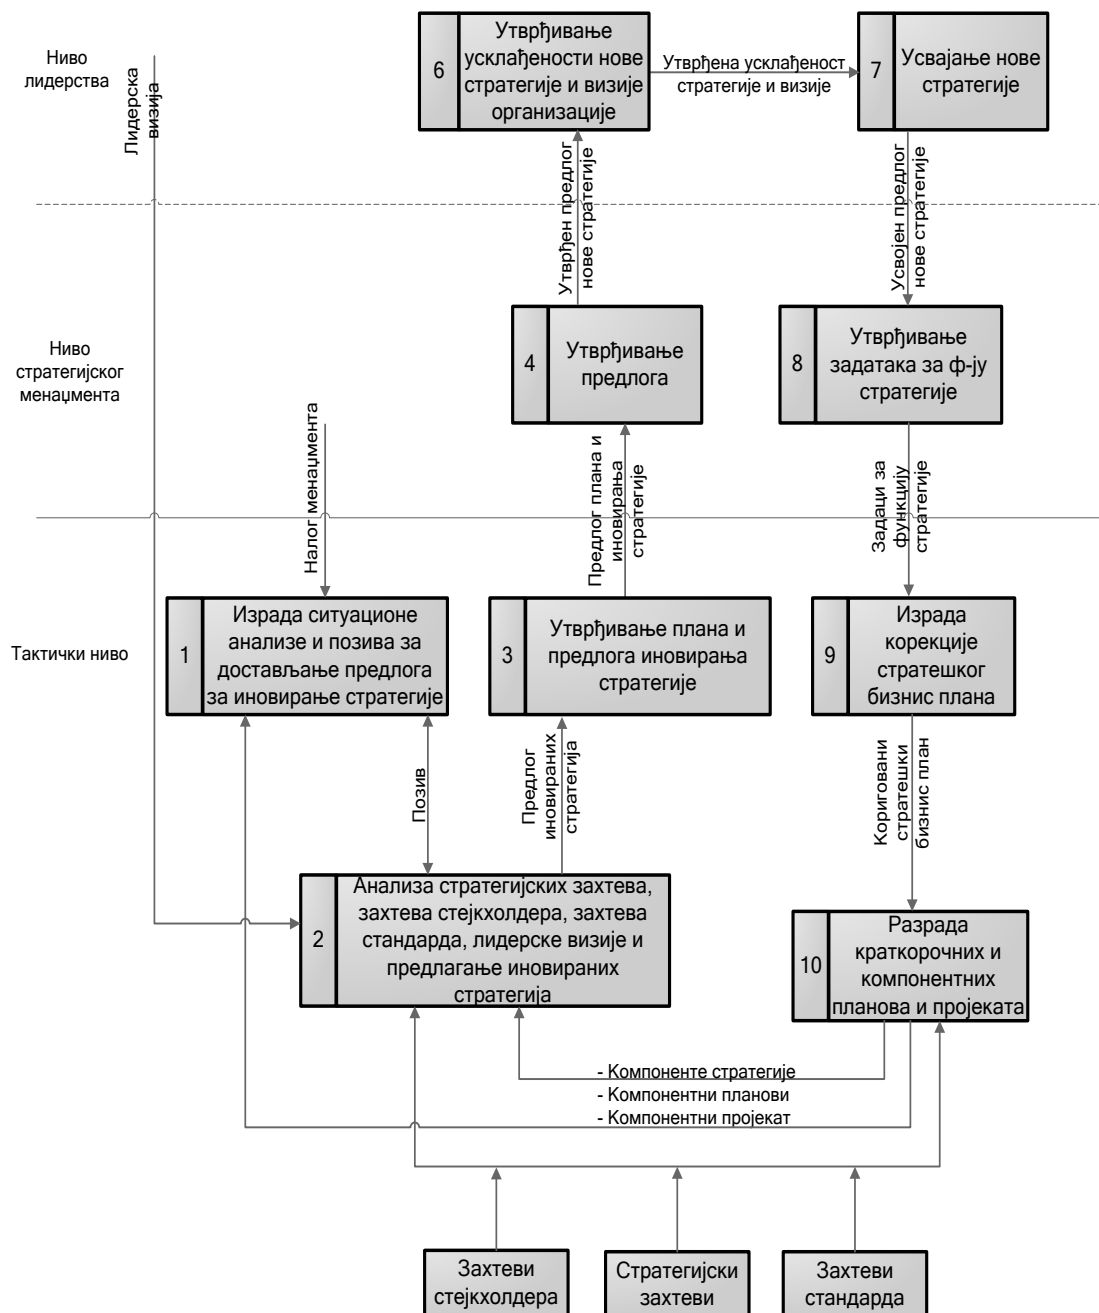 Ниво
лидерства
Лидерска
визија
6
Утврђивање
усклађености нове
стратегије и визије
организације
Утврђена усклађеност
стратегије и визије
7
Усвајање нове
стратегије
Утврђен предлог
нове стратегије
Усвојен предлог
нове стратегије
Ниво
стратегијског
менаџмента
4
Утврђивање
предлога
8
Утврђивање
задатака за ф-ју
стратегије
Налог менаџмента
Предлог плана и
иновирања
стратегије
Задаци за
функцију
стратегије
Тактички ниво
1
Израда ситуационе
анализе и позива за
достављање предлога
за иновирање стратегије
3
Утврђивање плана и
предлога иновирања
стратегије
9
Израда
корекције
стратешког
бизнис плана
Позив
Предлог
иновираних
стратегија
Кориговани
стратешки
бизнис план
2
Анализа стратегијских захтева,
захтева стејкхолдера, захтева
стандарда, лидерске визије и
предлагање иновираних
стратегија
10
Разрада
краткорочних и
компонентних
планова и пројеката
- Компоненте стратегије
- Компонентни планови
- Компонентни пројекат
Захтеви
стејкхолдера
Стратегијски
захтеви
Захтеви
стандарда